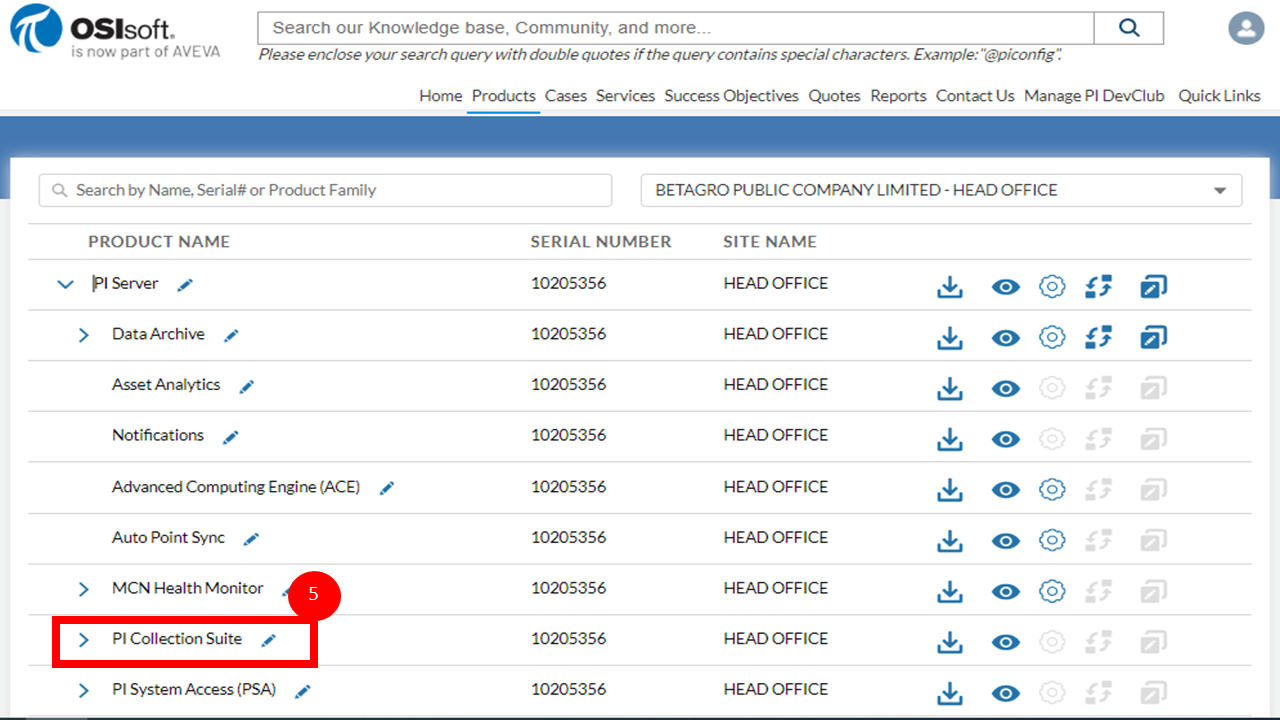 OSIsoft.
is now part of AVEVA
Search our Knowledge base, Community, and more...
Please enclose your search query with double quotes if the query contains special characters. Example:"@piconfig".
Home Products Cases Services Success Objectives Quotes Reports Contact Us Manage PI DevClub Quick Links
Search by Name, Serial# or Product Family
BETAGRO PUBLIC COMPANY LIMITED - HEAD OFFICE
PRODUCT NAME SERIAL NUMBER SITE NAME
PI Server 10205356 HEAD OFFICE
Data Archive 10205356 HEAD OFFICE
Asset Analytics 10205356 HEAD OFFICE
Notifications 10205356 HEAD OFFICE
Advanced Computing Engine (ACE) 10205356 HEAD OFFICE
Auto Point Sync 10205356 HEAD OFFICE
MCN Health Monitor 10205356 HEAD OFFICE
5
PI Collection Suite 10205356 HEAD OFFICE
PI System Access (PSA) 10205356 HEAD OFFICE